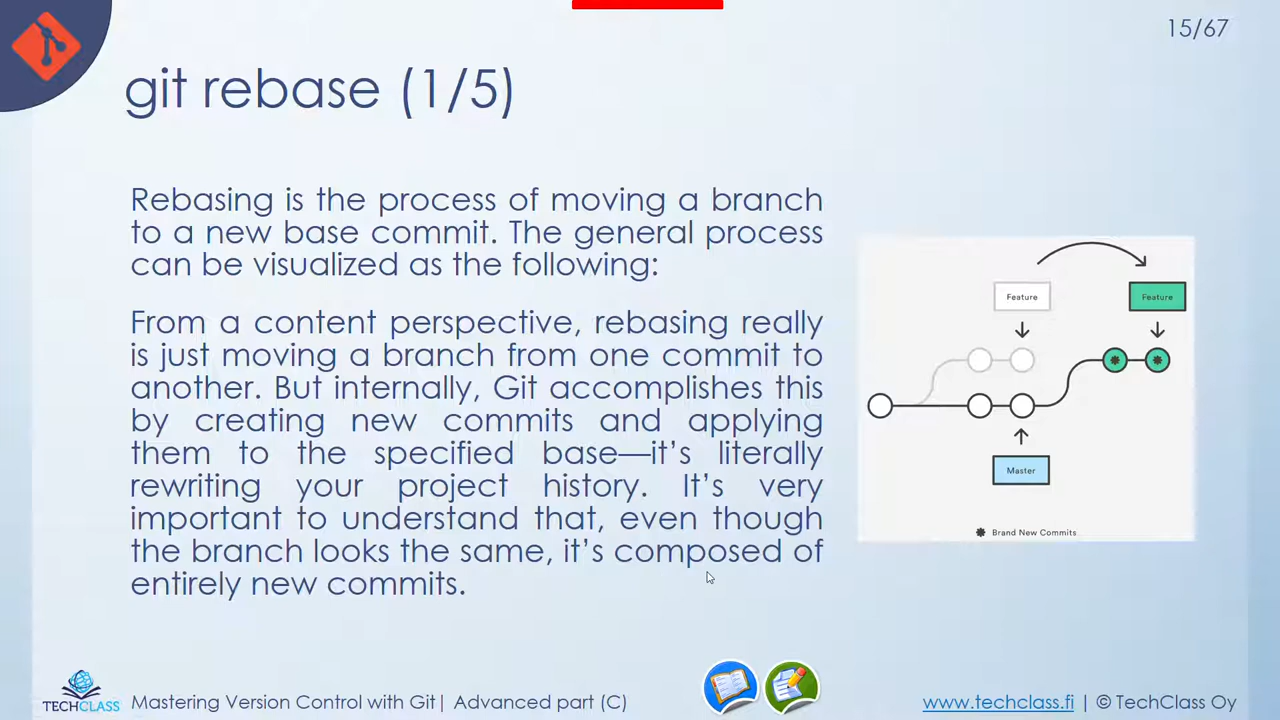 15/67
git rebase (1/5)
Rebasing is the process of moving a branch
to a new base commit. The general process
can be visualized as the following:
From a content perspective, rebasing really
is just moving a branch from one commit to
another. But internally, Git accomplishes this
by creating new commits and applying
them to the specified base—it’s literally
rewriting your project history. It’s very
important to understand that, even though
the branch looks the same, it’s composed of
entirely new commits.
Feature
Feature
Master
Brand New Commits
TECHCLASS
Mastering Version Control with Git| Advanced part (C)
www.techclass.fi | © TechClass Oy